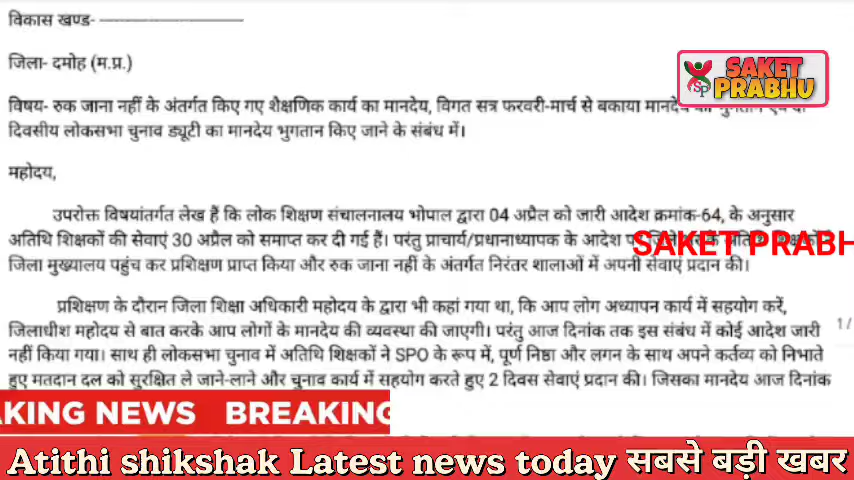 विकास खण्ड- ---------------------------
जिला- दमोह (म.प्र.)
SAKET
PRABHU
SP
विषय- रुक जाना नहीं के अंतर्गत किए गए शैक्षणिक कार्य का मानदेय, विगत सत्र फरवरी-मार्च से बकाया मानदेय
दिवसीय लोकसभा चुनाव ड्यूटी का मानदेय भुगतान किए जाने के संबंध में।
महोदय,
उपरोक्त विषयांतर्गत लेख हैं कि लोक शिक्षण संचालनालय भोपाल द्वारा 04 अप्रैल को जारी आदेश क्रमांक-64, के अनुसार
अतिथि शिक्षकों की सेवाएं 30 अप्रैल को समाप्त कर दी गई हैं। परंतु प्राचार्य/प्रधानाध्यापक के आदेश
SAKET PRABH
जिला मुख्यालय पहुंच कर प्रशिक्षण प्राप्त किया और रुक जाना नहीं के अंतर्गत निरंतर शालाओं में अपनी सेवाएं प्रदान की।
प्रशिक्षण के दौरान जिला शिक्षा अधिकारी महोदय के द्वारा भी कहां गया था, कि आप लोग अध्यापन कार्य में सहयोग करें,
जिलाधीश महोदय से बात करके आप लोगों के मानदेय की व्यवस्था की जाएगी। परंतु आज दिनांक तक इस संबंध में कोई आदेश जारी
1/
नहीं किया गया। साथ ही लोकसभा चुनाव में अतिथि शिक्षकों ने SPO के रूप में, पूर्ण निष्ठा और लगन के साथ अपने कर्तव्य को निभाते
हुए मतदान दल को सुरक्षित ले जाने-लाने और चुनाव कार्य में सहयोग करते हुए 2 दिवस सेवाएं प्रदान की। जिसका मानदेय आज दिनांक
AKING NEWS BREAKING
Atithi shikshak Latest news today सबसे बड़ी खबर